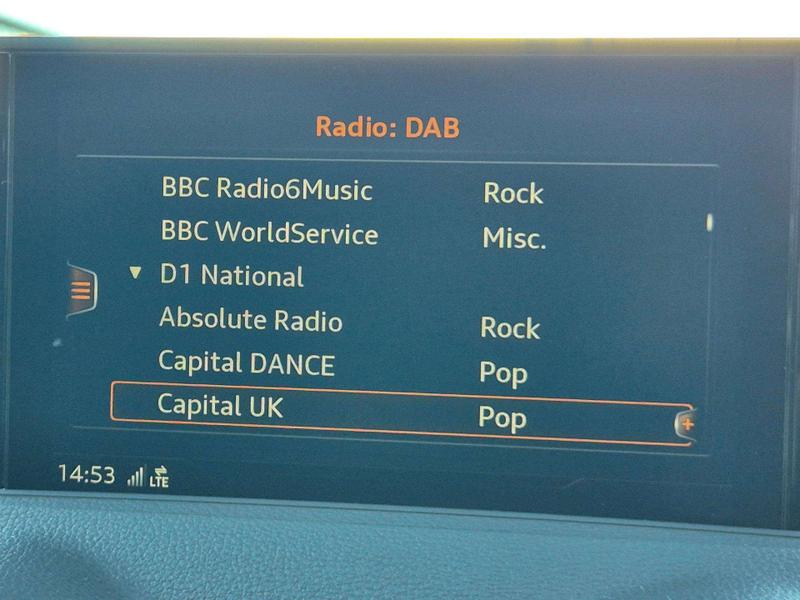 Radio: DAB
BBC Radio6Music Rock
BBC WorldService Misc.
D1 National
Absolute Radio Rock
Capital DANCE Pop
Capital UK Pop
14:53 LTE